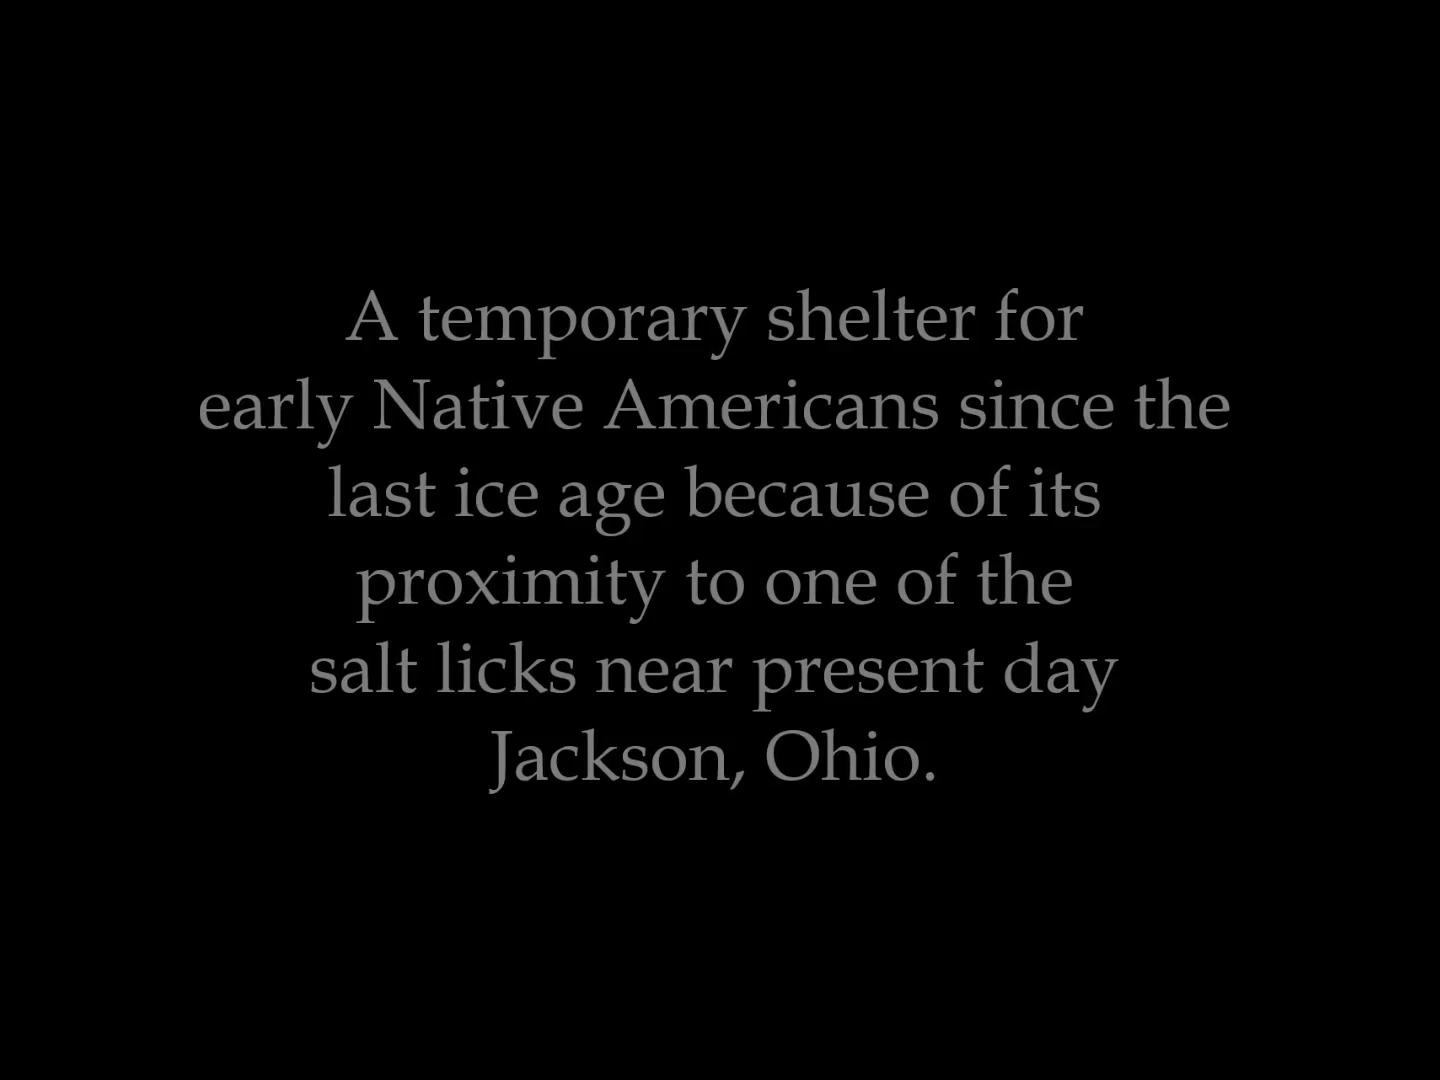 A temporary shelter for
early Native Americans since the
last ice age because of its
proximity to one of the
salt licks near present day
Jackson, Ohio.